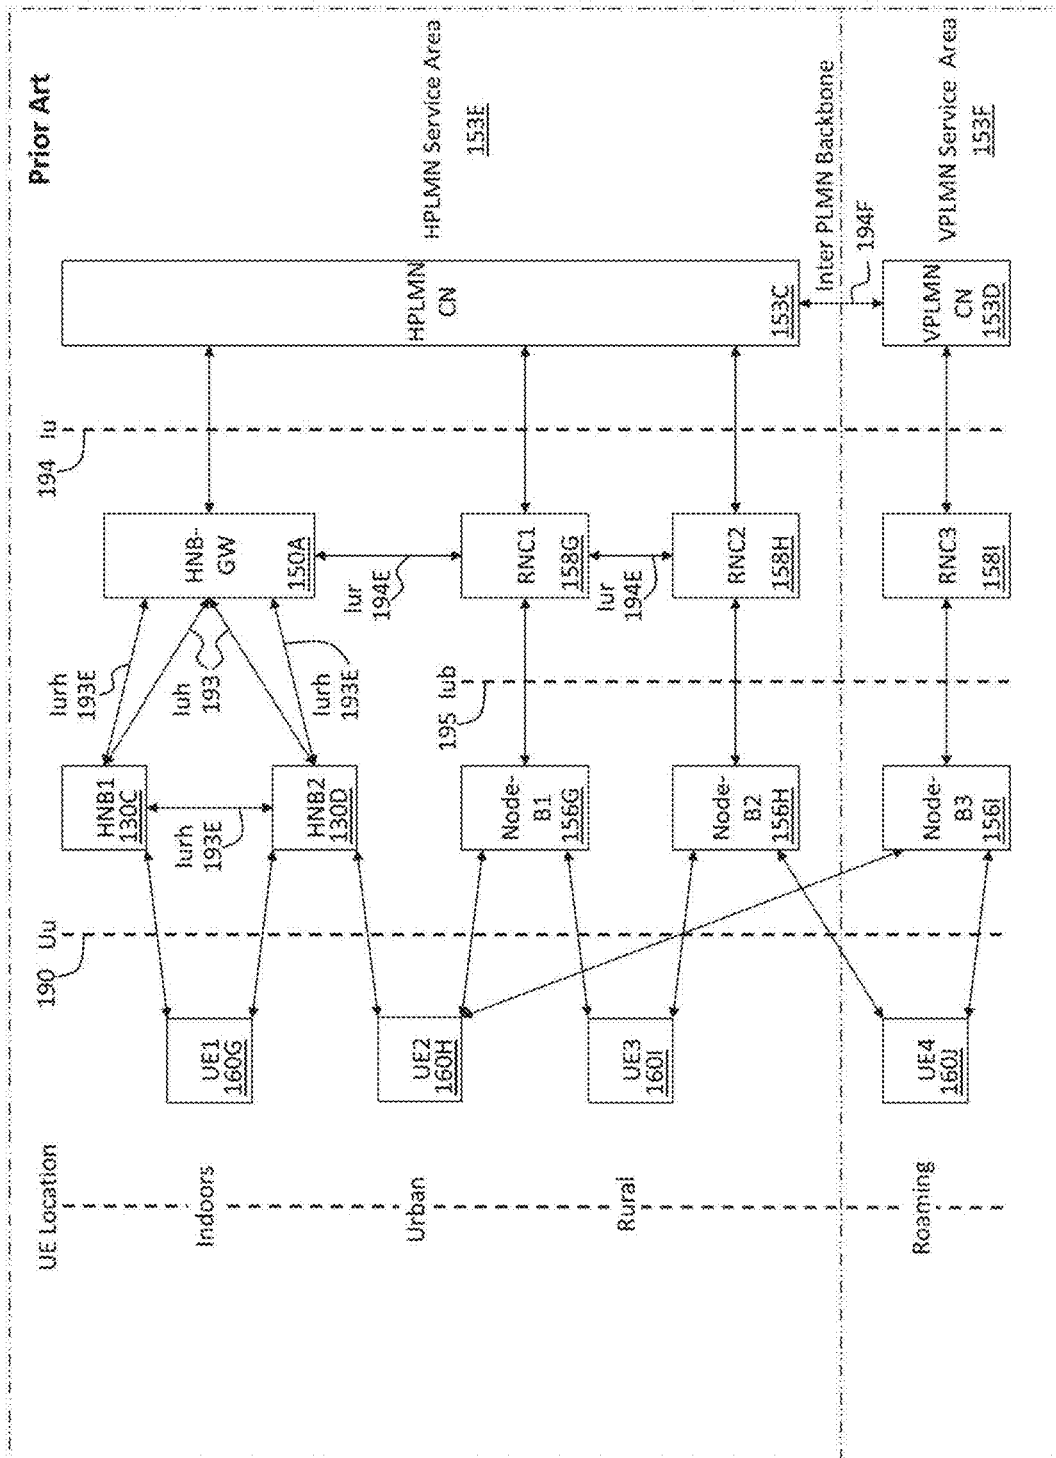 Prior Art
UE Location
190 Uu
194 Iu
Indoors
UE1
160G
HNB1
130C
Iurh
193E
Iurh
193E
Iuh
193
Iurh
193E
HNB2
130D
HNB-
GW
150A
HPLMN
CN
153C
HPLMN Service Area
153E
Urban
UE2
160H
195 Iub
Iur
194E
Node-
B1
156G
RNC1
158G
Rural
UE3
160I
Iur
194E
Node-
B2
156H
RNC2
158H
Inter PLMN Backbone
194F
Roaming
UE4
160J
Node-
B3
156I
RNC3
158I
VPLMN
CN
153D
VPLMN Service Area
153F